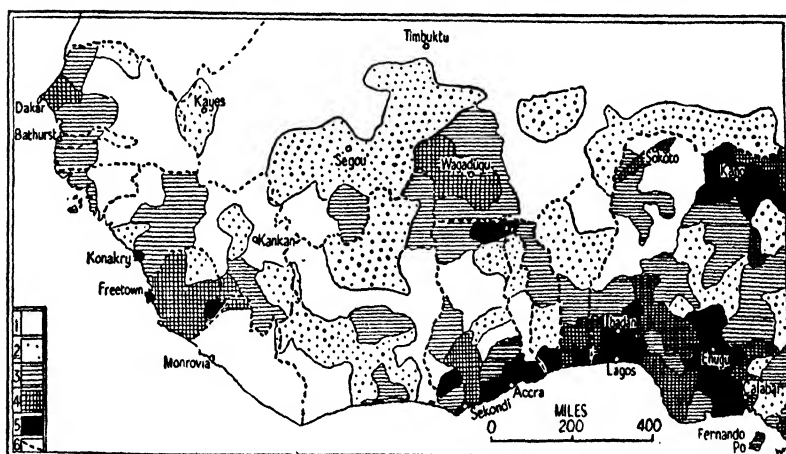 Timbuktu
Dakar
Kayes
Bathurst
Segou
Wagadugu
Sokoto
Kano
Kankan
Konakry
Freetown
Ibadan
Enugu
Monrovia
Lagos
Calabar
Accra
Sekondi
MILES
0 200 400
Fernando
Po
1
2
3
4
5
6